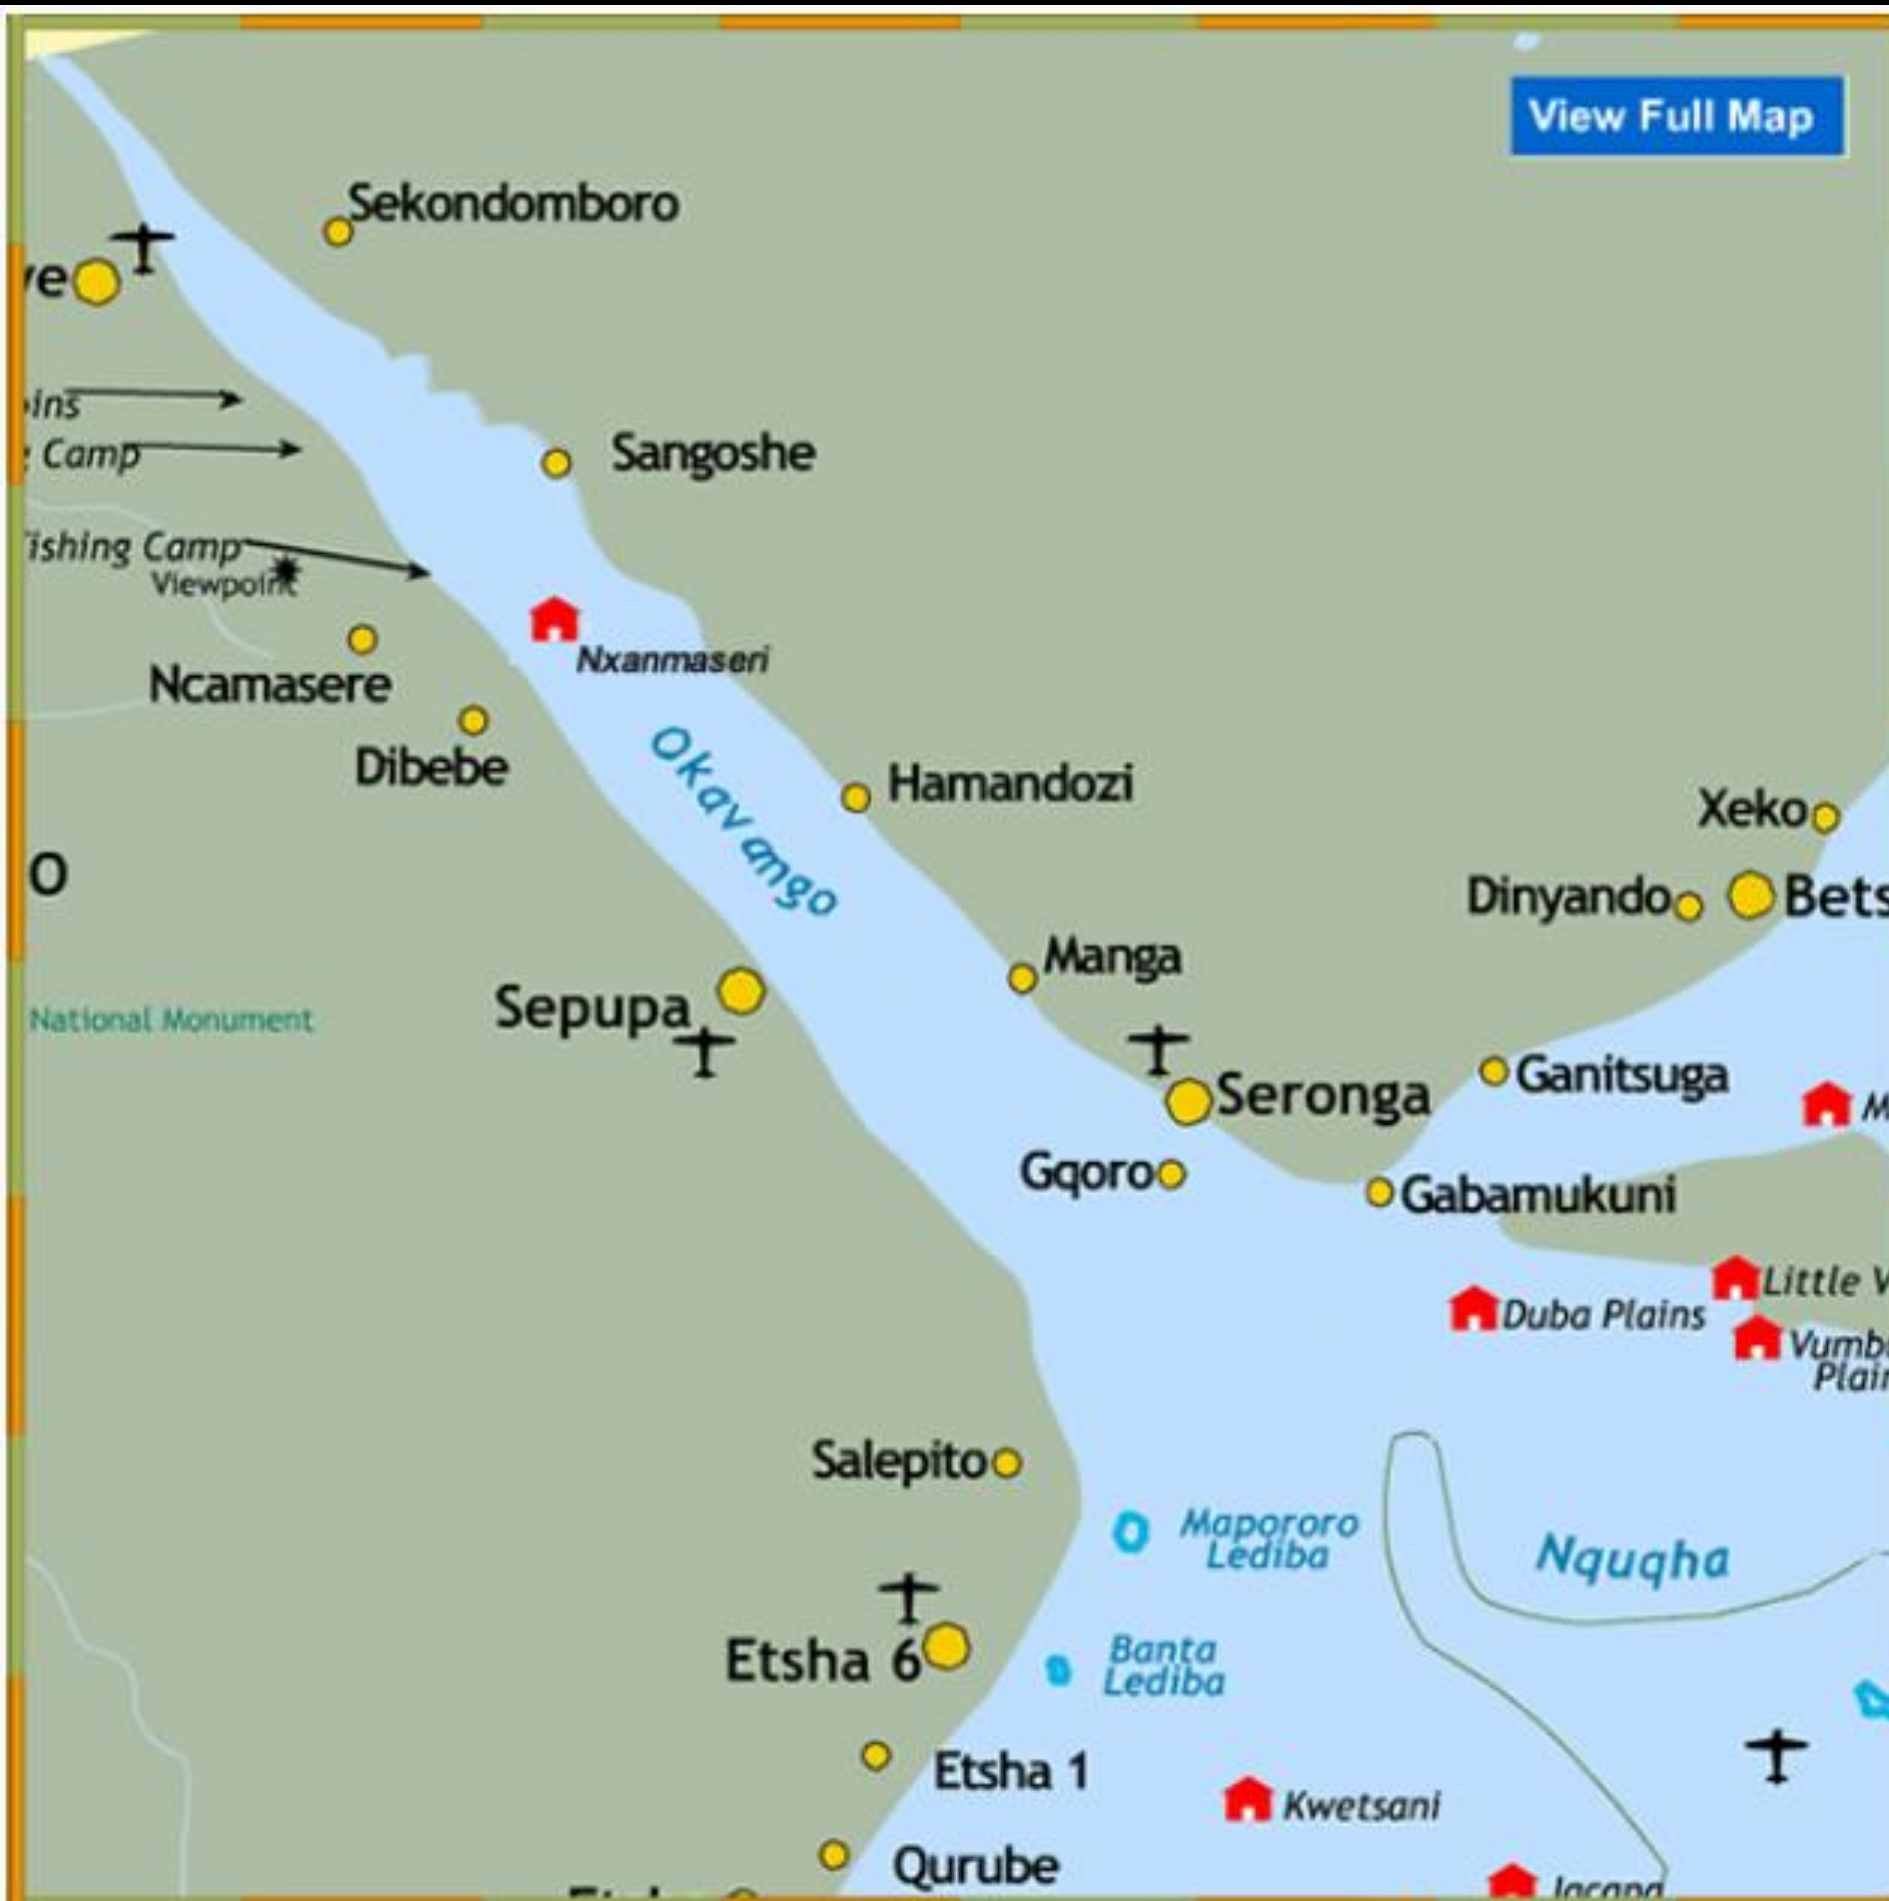 View Full Map
Sekondomboro
Sangoshe
Camp
Fishing Camp
Viewpoint
Nxanmaseri
Ncamasere
Dibebe
Okavango
Hamandozi
Xeko
Dinyando
Manga
Sepupa
National Monument
Seronga
Ganitsuga
Gqoro
Gabamukuni
Little
Duba Plains
Salepito
Mapororo
Lediba
Nquqha
Etsha 6
Banta
Lediba
Etsha 1
Kwetsani
Qurube